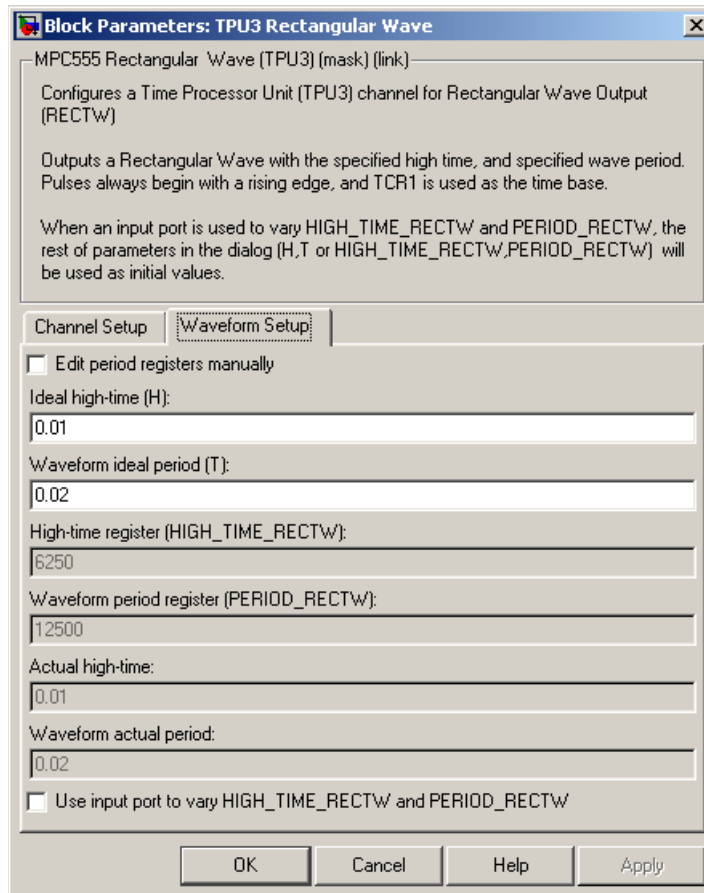 Block Parameters: TPU3 Rectangular Wave
MPC555 Rectangular Wave (TPU3) (mask) (link)
Configures a Time Processor Unit (TPU3) channel for Rectangular Wave Output
(RECTW)
Outputs a Rectangular Wave with the specified high time, and specified wave period.
Pulses always begin with a rising edge, and TCR1 is used as the time base.
When an input port is used to vary HIGH_TIME_RECTW and PERIOD_RECTW, the
rest of parameters in the dialog (H,T or HIGH_TIME_RECTW,PERIOD_RECTW) will
be used as initial values.
Channel Setup Waveform Setup
Edit period registers manually
Ideal high-time (H):
0.01
Waveform ideal period (T):
0.02
High-time register (HIGH_TIME_RECTW):
6250
Waveform period register (PERIOD_RECTW):
12500
Actual high-time:
0.01
Waveform actual period:
0.02
Use input port to vary HIGH_TIME_RECTW and PERIOD_RECTW
OK Cancel Help Apply